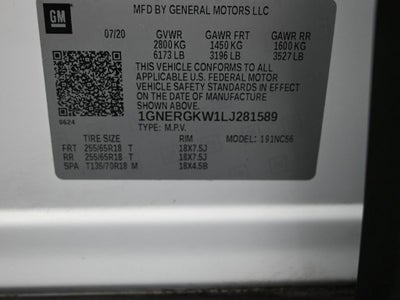 GM
MFD BY GENERAL MOTORS LLC
07/20 GVWR GAWR FRT GAWR RR
2800 KG 1450 KG 1600 KG
6173 LB 3196 LB 3527 LB
THIS VEHICLE CONFORMS TO ALL APPLICABLE
U.S. FEDERAL MOTOR
VEHICLE SAFETY STANDARDS IN EFFECT ON
THE DATE OF MANUFACTURE SHOWN ABOVE.
1GNERGKW1LJ281589
6624 TYPE: M.P.V.
TIRE SIZE RIM MODEL: 1NC56
FRT 255/65R18 T 18X7.5J
RR 255/65R18 T 18X7.5J
SPA T135/70R18 M 18X4.5B